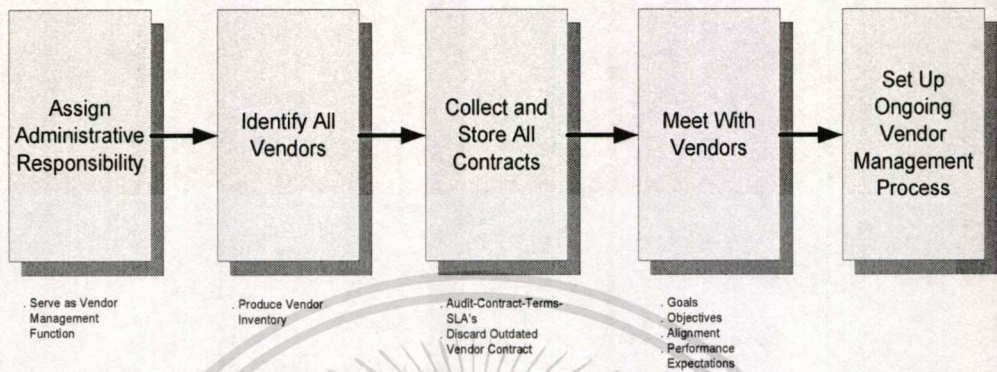 Assign
Administrative
Responsibility
Identify All
Vendors
Collect and
Store All
Contracts
Meet With
Vendors
Set Up
Ongoing
Vendor
Management
Process
. Serve as Vendor
Management
Function
. Produce Vendor
Inventory
. Audit-Contract-Terms-
SLA's
. Discard Outdated
Vendor Contract
. Goals
. Objectives
. Alignment
. Performance
Expectations